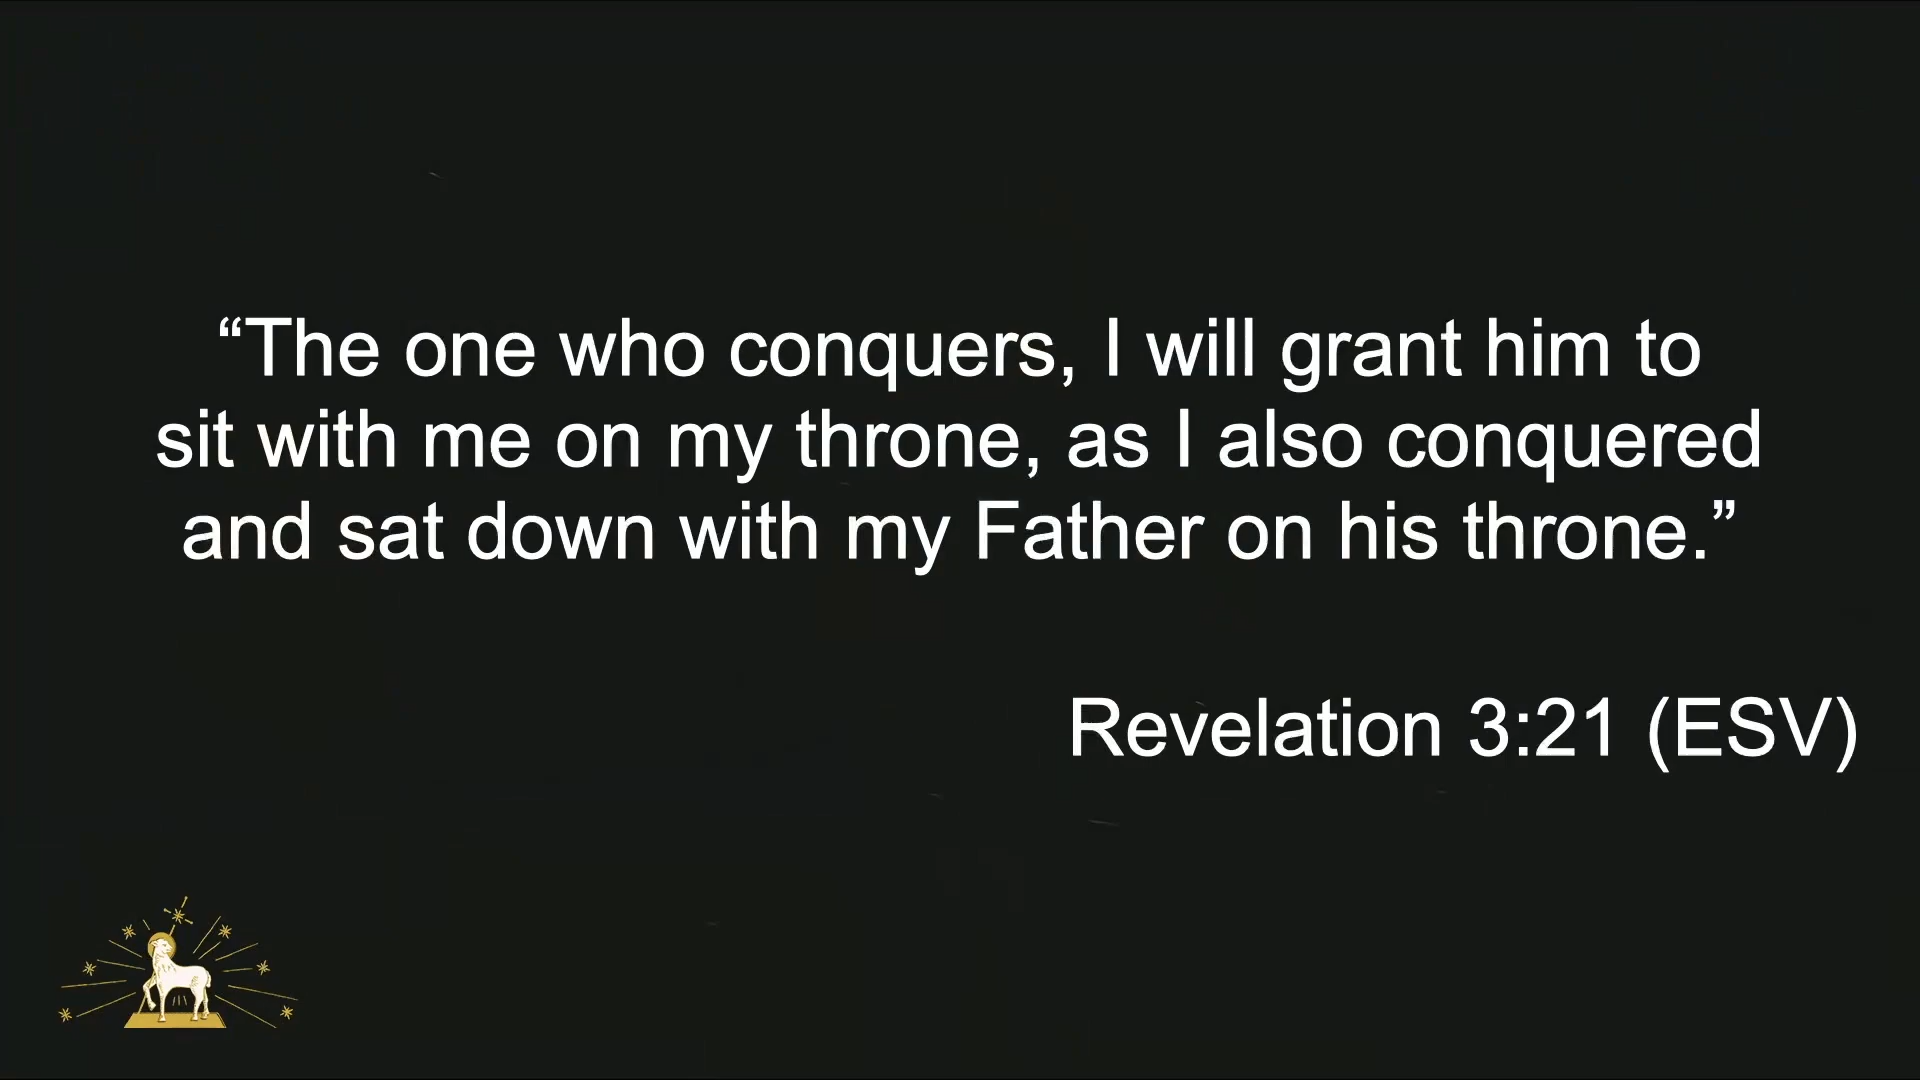 “The one who conquers, I will grant him to
sit with me on my throne, as I also conquered
and sat down with my Father on his throne.”
Revelation 3:21 (ESV)